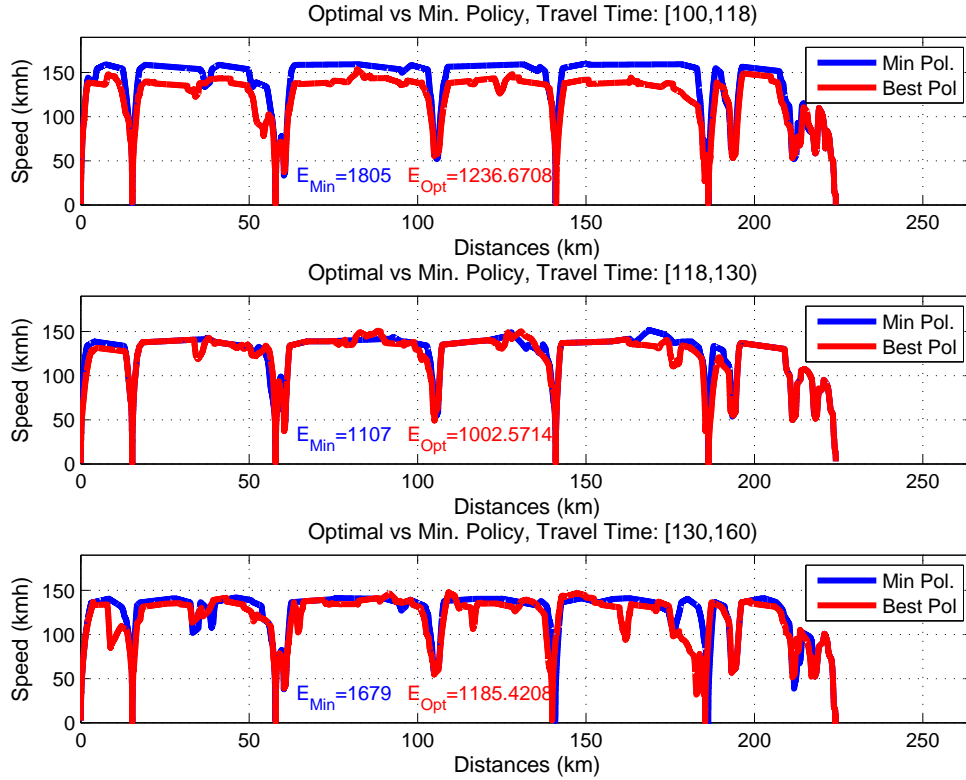 Optimal vs Min. Policy, Travel Time: [100,118)
Speed (kmh)
150
100
50
0
Min Pol.
Best Pol
E_Min=1805 E_Opt=1236.6708
0 50 100 150 200 250
Distances (km)
Optimal vs Min. Policy, Travel Time: [118,130)
Speed (kmh)
150
100
50
0
Min Pol.
Best Pol
E_Min=1107 E_Opt=1002.5714
0 50 100 150 200 250
Distances (km)
Optimal vs Min. Policy, Travel Time: [130,160)
Speed (kmh)
150
100
50
0
Min Pol.
Best Pol
E_Min=1679 E_Opt=1185.4208
0 50 100 150 200 250
Distances (km)